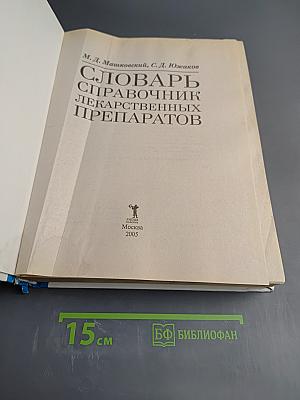 М. Д. Машковский, С. Д. Южаков
СЛОВАРЬ
СПРАВОЧНИК
ЛЕКАРСТВЕННЫХ
ПРЕПАРАТОВ
Москва
2005
15 см
БФ БИБЛИОФАН